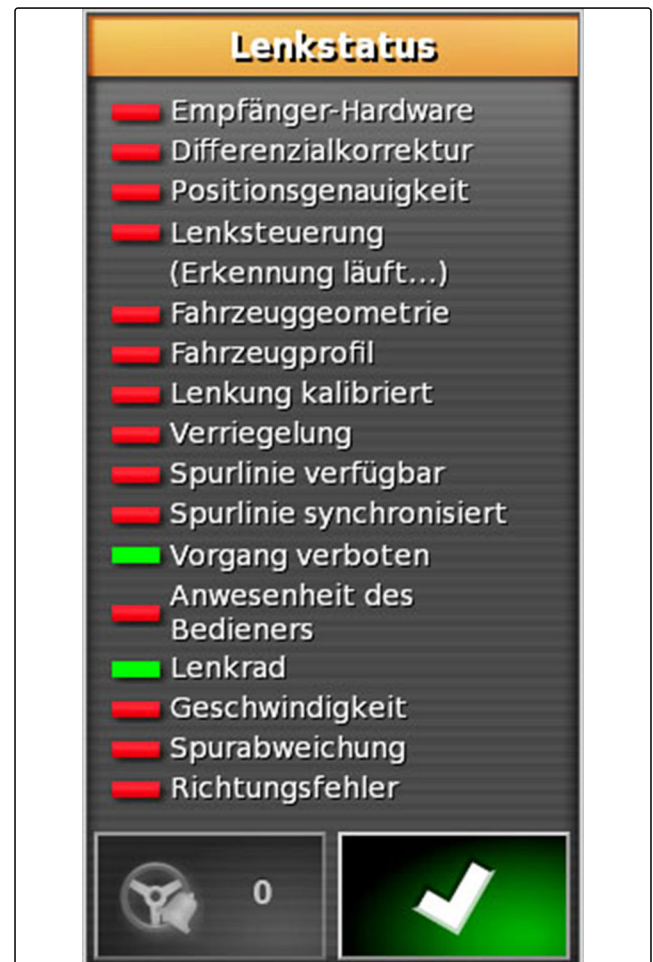 Lenkstatus
Empfänger-Hardware
Differenzialkorrektur
Positionsgenauigkeit
Lenksteuerung
(Erkennung läuft...)
Fahrzeuggeometrie
Fahrzeugprofil
Lenkung kalibriert
Verriegelung
Spurlinie verfügbar
Spurlinie synchronisiert
Vorgang verboten
Anwesenheit des
Bedieners
Lenkrad
Geschwindigkeit
Spurabweichung
Richtungsfehler
0